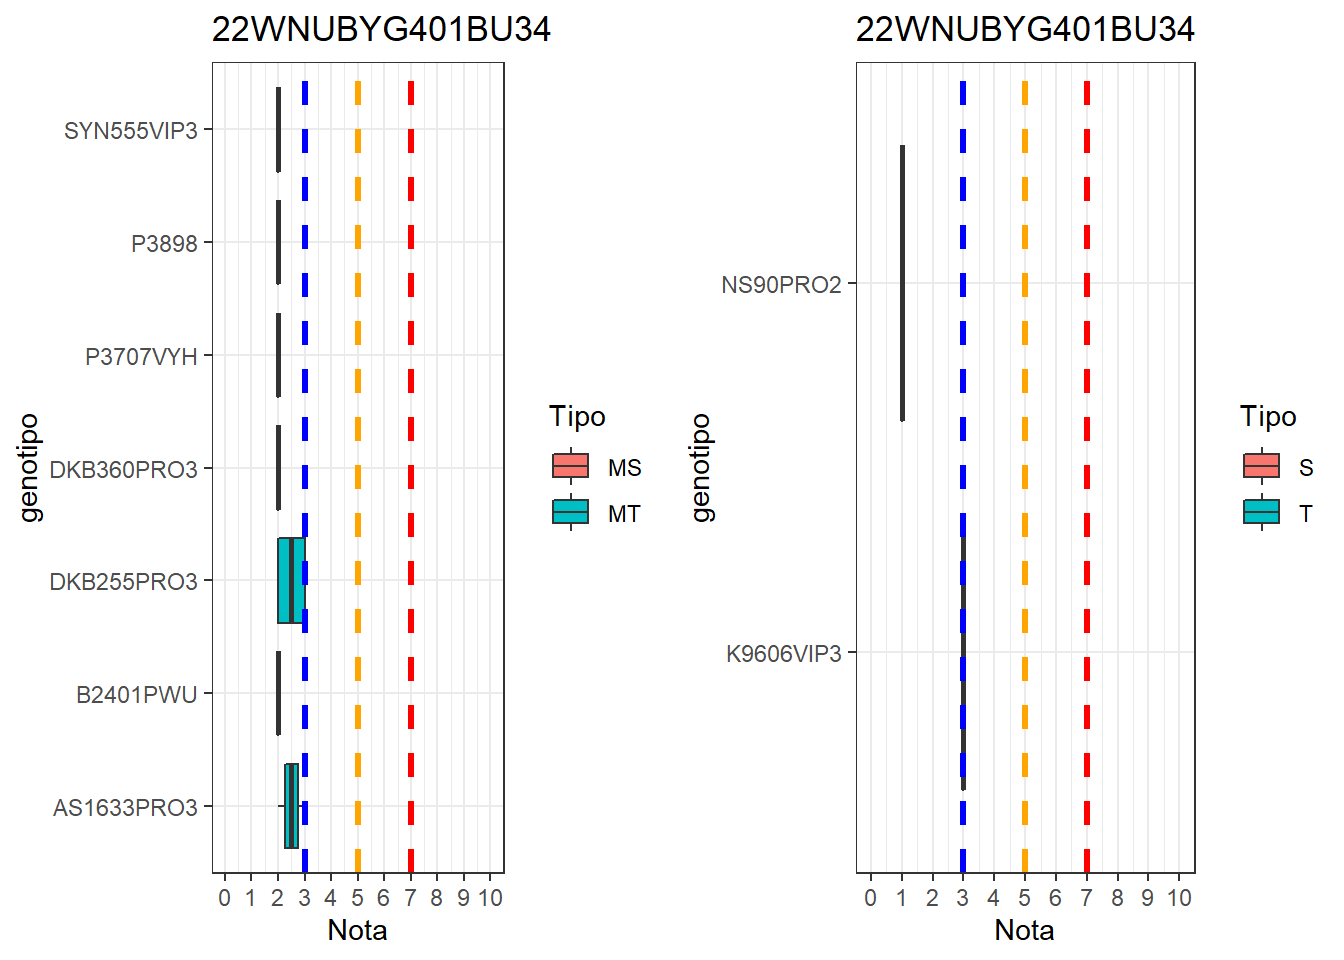 22WNUBYG401BU34
SYN555VIP3
P3898
P3707VYH
DKB360PRO3
DKB255PRO3
B2401PWU
AS1633PRO3
genotipo
0 1 2 3 4 5 6 7 8 9 10
Nota
Tipo
MS
MT
22WNUBYG401BU34
NS90PRO2
K9606VIP3
genotipo
0 1 2 3 4 5 6 7 8 9 10
Nota
Tipo
S
T